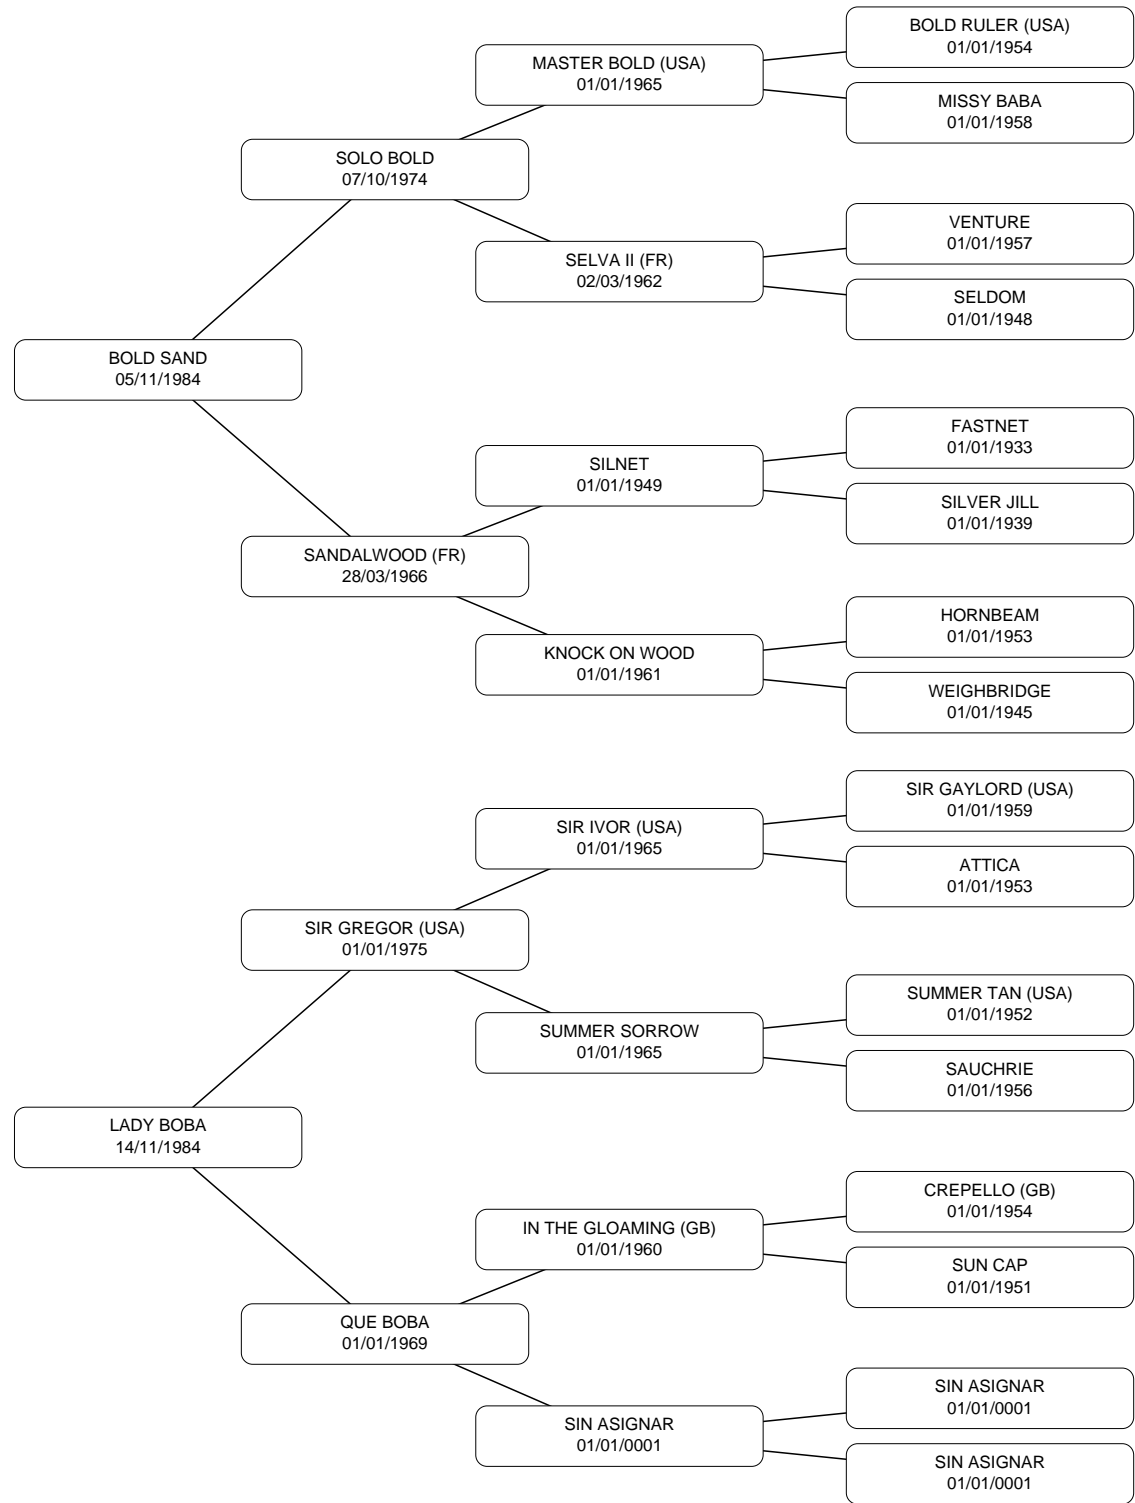 BOLD RULER (USA)
01/01/1954
MASTER BOLD (USA)
01/01/1965
MISSY BABA
01/01/1958
SOLO BOLD
07/10/1974
VENTURE
01/01/1957
SELVA II (FR)
02/03/1962
SELDOM
01/01/1948
BOLD SAND
05/11/1984
FASTNET
01/01/1933
SILNET
01/01/1949
SILVER JILL
01/01/1939
SANDALWOOD (FR)
28/03/1966
HORNBEAM
01/01/1953
KNOCK ON WOOD
01/01/1961
WEIGHBRIDGE
01/01/1945
SIR GAYLORD (USA)
01/01/1959
SIR IVOR (USA)
01/01/1965
ATTICA
01/01/1953
SIR GREGOR (USA)
01/01/1975
SUMMER TAN (USA)
01/01/1952
SUMMER SORROW
01/01/1965
SAUCHRIE
01/01/1956
LADY BOBA
14/11/1984
CREPELLO (GB)
01/01/1954
IN THE GLOAMING (GB)
01/01/1960
SUN CAP
01/01/1951
QUE BOBA
01/01/1969
SIN ASIGNAR
01/01/0001
SIN ASIGNAR
01/01/0001
SIN ASIGNAR
01/01/0001